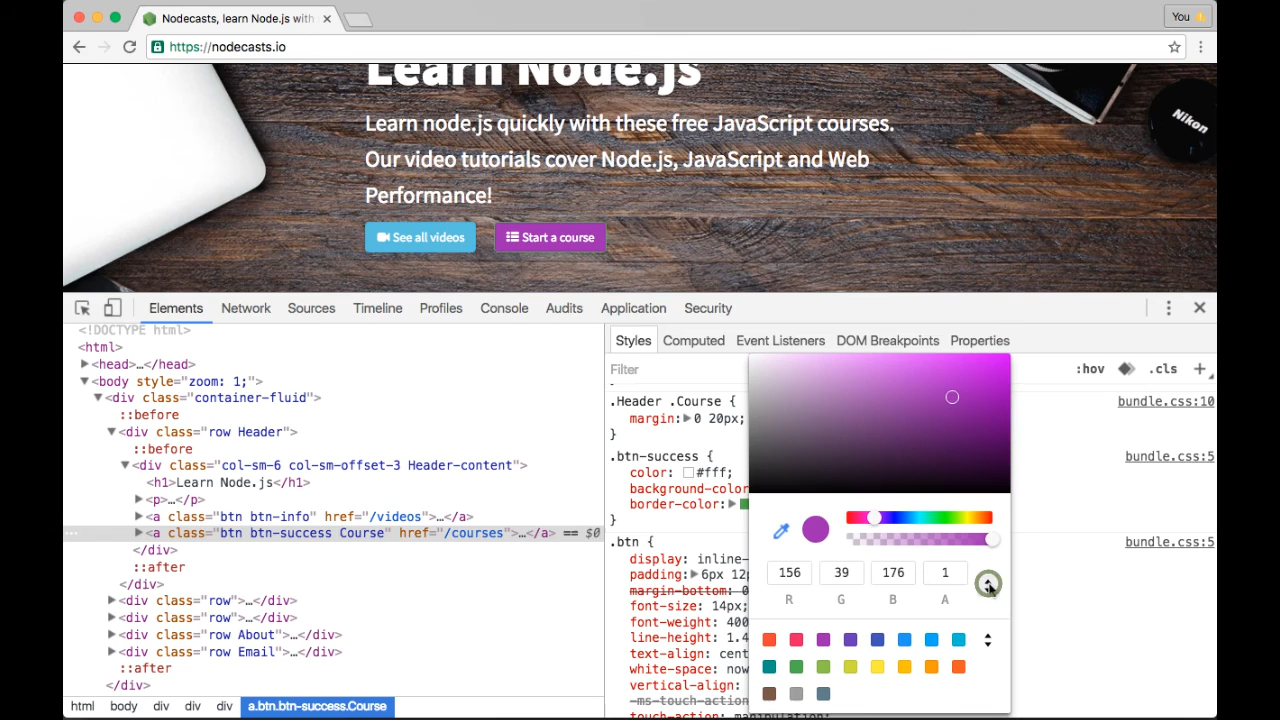 Nodecasts, learn Node.js with
You
https://nodecasts.io
Learn Node.js
Learn node.js quickly with these free JavaScript courses.
Our video tutorials cover Node.js, JavaScript and Web
Performance!
Nikon
See all videos
Start a course
Elements Network Sources Timeline Profiles Console Audits Application Security
<!DOCTYPE html>
<html>
<head>…</head>
<body style="zoom: 1;">
<div class="container-fluid">
::before
<div class="row Header">
::before
<div class="col-sm-6 col-sm-offset-3 Header-content">
<h1>Learn Node.js</h1>
<p>…</p>
<a class="btn btn-info" href="/videos">…</a>
<a class="btn btn-success Course" href="/courses">…</a> == $0
</div>
::after
</div>
<div class="row">…</div>
<div class="row">…</div>
<div class="row About">…</div>
<div class="row Email">…</div>
::after
</div>
html body div div div a.btn.btn-success.Course
Styles Computed Event Listeners DOM Breakpoints Properties
Filter
:hov .cls +
.Header .Course { bundle.css:10
margin: 0 20px;
}
.btn-success { bundle.css:5
color: #fff;
background-color
border-color:
}
.btn { bundle.css:5
display: inline-
padding: 6px 12p
margin-bottom: 0
font-size: 14px;
font-weight: 400
line-height: 1.4
text-align: cent
white-space: now
vertical-align:
-ms-touch-action
touch-action: manipulation;
156 39 176 1
R G B A